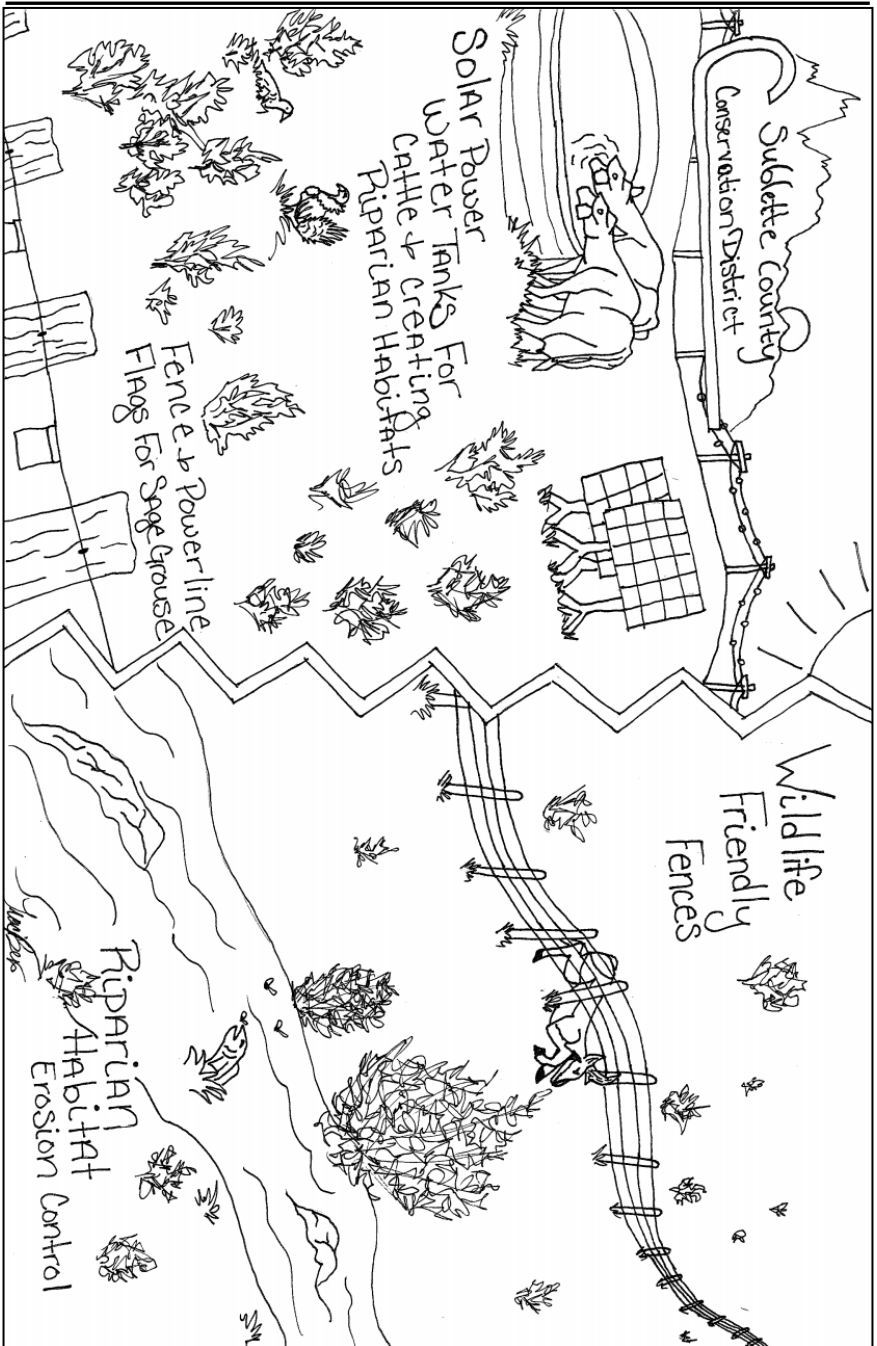 Sublette County
Conservation District
Solar Power
Water Tanks For
Cattle & Creating
Riparian Habitats
Fence & Powerline
Flags For Sage Grouse
Wildlife
Friendly
Fences
Riparian
Habitat
Erosion Control